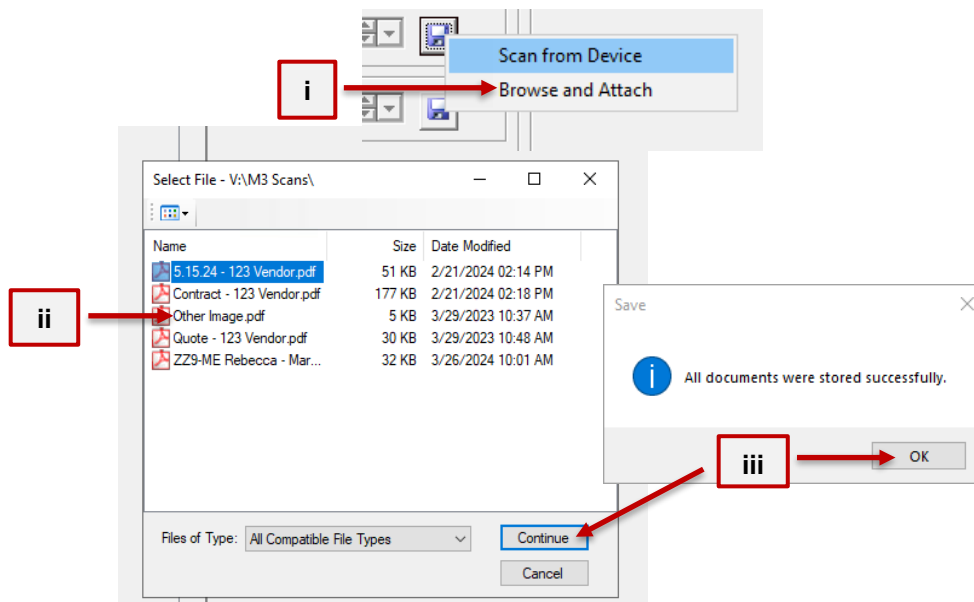 Scan from Device
i
Browse and Attach
Select File - V:\M3 Scans\
Name Size Date Modified
5.15.24 - 123 Vendor.pdf 51 KB 2/21/2024 02:14 PM
Contract - 123 Vendor.pdf 177 KB 2/21/2024 02:18 PM
ii
Other Image.pdf 5 KB 3/29/2023 10:37 AM
Quote - 123 Vendor.pdf 30 KB 3/29/2023 10:48 AM
ZZ9-ME Rebecca - Mar... 32 KB 3/26/2024 10:01 AM
Save
All documents were stored successfully.
iii
OK
Files of Type: All Compatible File Types Continue
Cancel